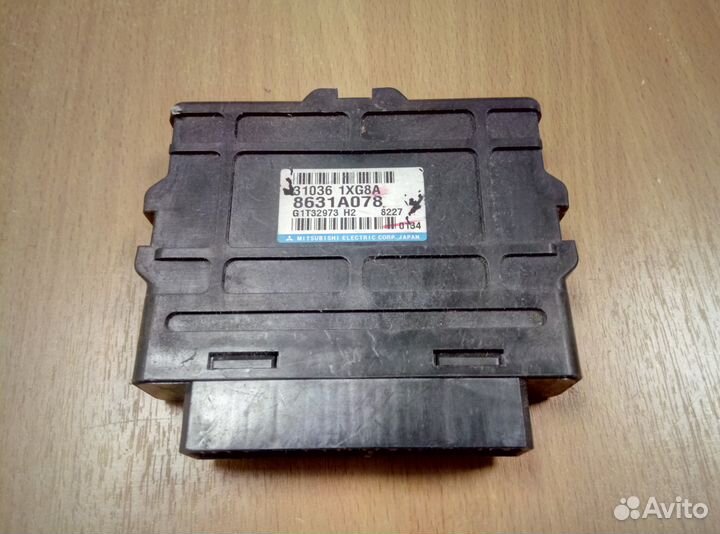 31036 1XG8A
8631A078
G1T32973 H2 8227
0134
MITSUBISHI ELECTRIC CORP. JAPAN
Avito